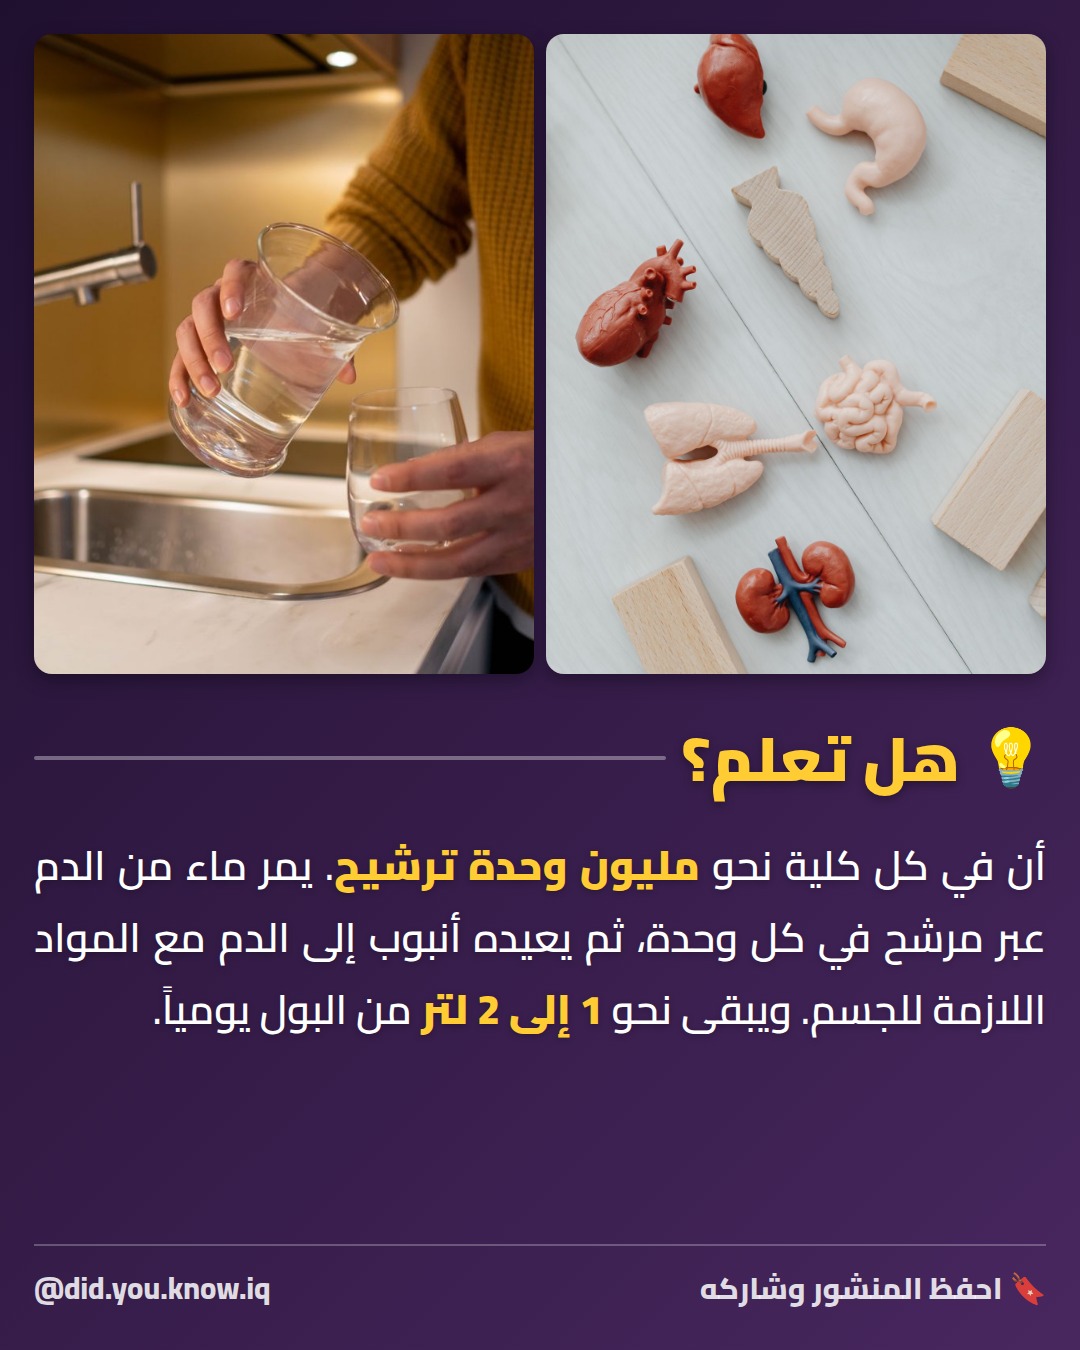 💡 هل تعلم؟
أن في كل كلية نحو مليون وحدة ترشيح. يمر ماء من الدم
عبر مرشح في كل وحدة، ثم يعيده أنبوب إلى الدم مع المواد
اللازمة للجسم. ويبقى نحو 1 إلى 2 لتر من البول يومياً.
🔖 احفظ المنشور وشاركه
@did.you.know.iq